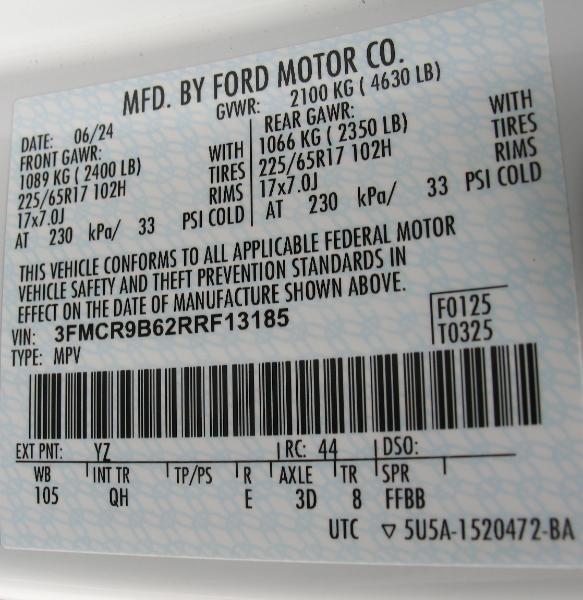 MFD. BY FORD MOTOR CO.
DATE: 06/24 GVWR: 2100 KG ( 4630 LB)
FRONT GAWR: REAR GAWR:
1089 KG ( 2400 LB) WITH 1066 KG ( 2350 LB) WITH
225/65R17 102H TIRES 225/65R17 102H TIRES
17x7.0J RIMS 17x7.0J RIMS
AT 230 kPa/ 33 PSI COLD AT 230 kPa/ 33 PSI COLD
THIS VEHICLE CONFORMS TO ALL APPLICABLE FEDERAL MOTOR
VEHICLE SAFETY AND THEFT PREVENTION STANDARDS IN
EFFECT ON THE DATE OF MANUFACTURE SHOWN ABOVE.
VIN: 3FMCR9B62RRF13185 F0125
TYPE: MPV T0325
EXT PNT: YZ RC: 44 DSO:
WB INT TR TP/PS R AXLE TR SPR
105 QH E 3D 8 FFBB
UTC ▽ 5U5A-1520472-BA